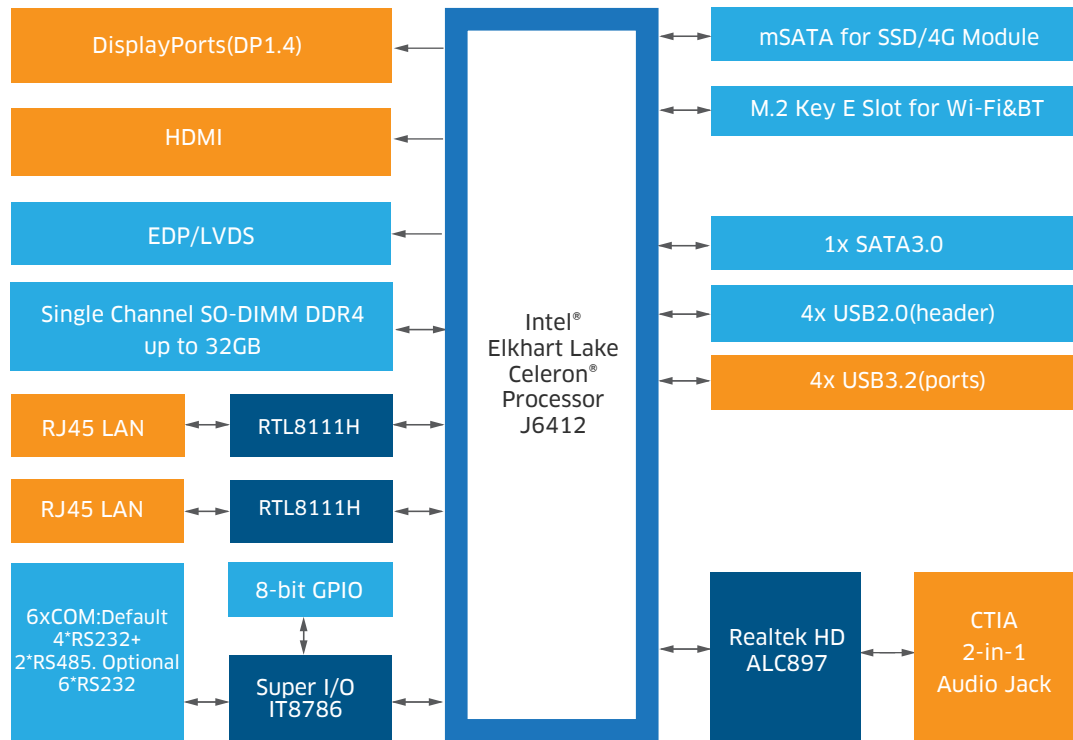 DisplayPorts(DP1.4)
HDMI
EDP/LVDS
Single Channel SO-DIMM DDR4
up to 32GB
RJ45 LAN
RTL8111H
RJ45 LAN
RTL8111H
6xCOM:Default
4*RS232+
2*RS485. Optional
6*RS232
8-bit GPIO
Super I/O
IT8786
Intel®
Elkhart Lake
Celeron®
Processor
J6412
mSATA for SSD/4G Module
M.2 Key E Slot for Wi-Fi&BT
1x SATA3.0
4x USB2.0(header)
4x USB3.2(ports)
Realtek HD
ALC897
CTIA
2-in-1
Audio Jack